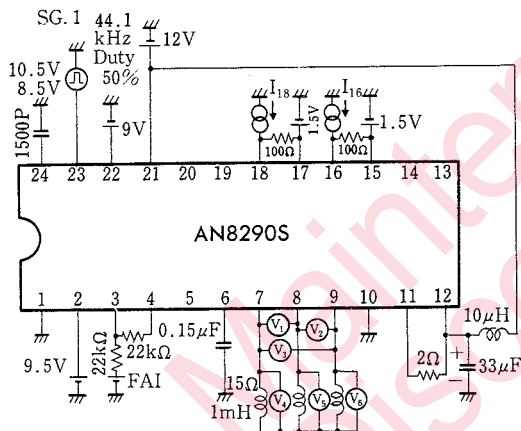 SG.1
44.1
kHz
Duty
50%
12V
10.5V
8.5V
1500P
9V
I18
1.5V
100Ω
I16
1.5V
100Ω
24 23 22 21 20 19 18 17 16 15 14 13
AN8290S
1 2 3 4 5 6 7 8 9 10 11 12
9.5V
22kΩ
22kΩ
FAI
0.15μF
V1
V2
V3
15Ω
1mH
V4
V5
V6
2Ω
10μH
+
33μF
−
Mainten